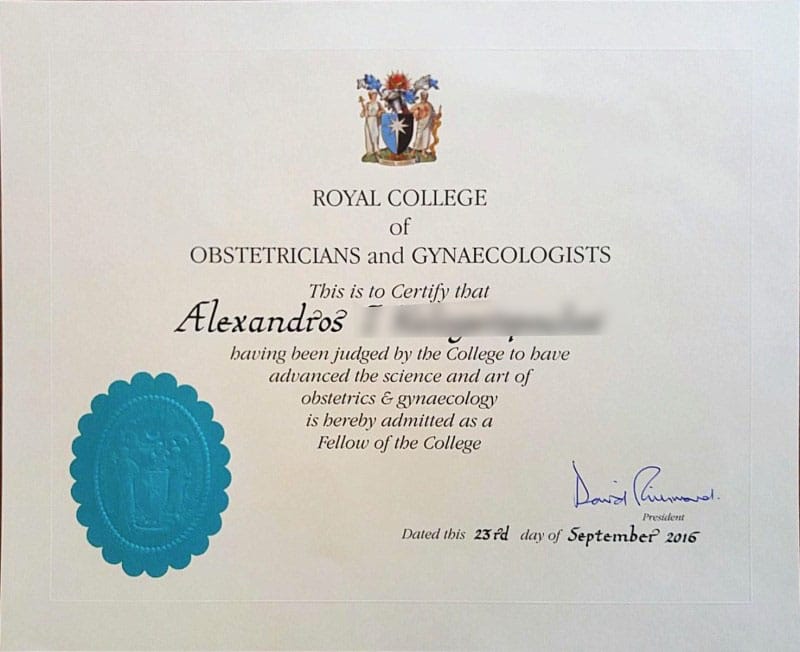 ROYAL COLLEGE
of
OBSTETRICIANS and GYNAECOLOGISTS
This is to Certify that
Alexandros
having been judged by the College to have
advanced the science and art of
obstetrics & gynaecology
is hereby admitted as a
Fellow of the College
David Richmond.
President
Dated this 23rd day of September 2016